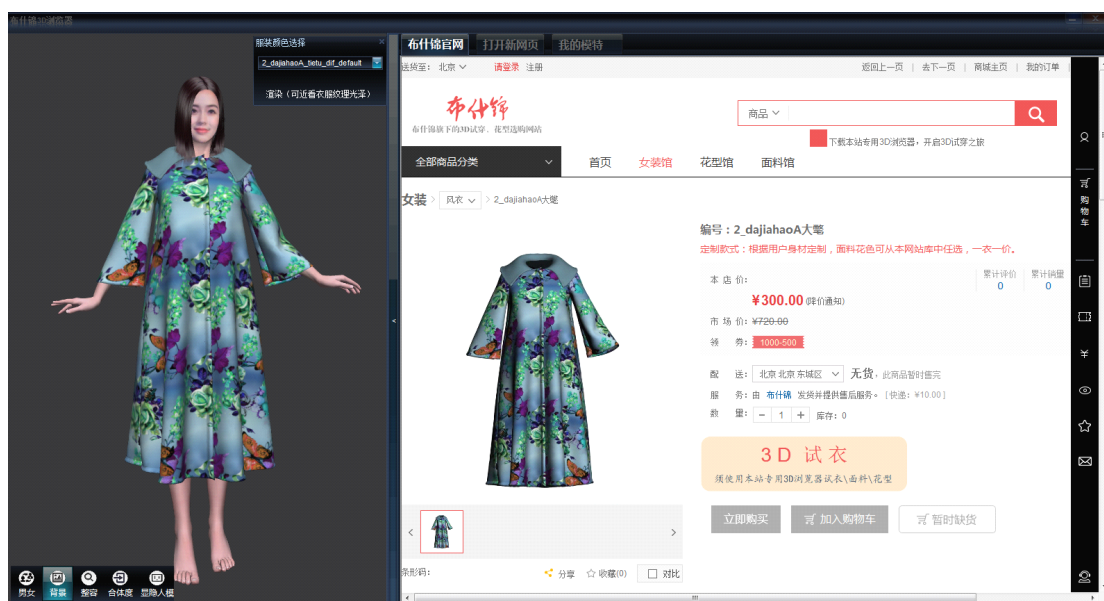 布什锦3D浏览器
服装颜色选择
2_dajiahaoA_tietu_dif_default
渲染（可近看衣服纹理光泽）
男女 背景 整容 合体度 显隐人模
布什锦官网 打开新网页 我的模特
送货至: 北京 请登录 注册 返回上一页 | 去下一页 | 商城主页 | 我的订单 |
布什锦
布什锦旗下的3D试穿、花型选购网站
商品
下载本站专用3D浏览器，开启3D试穿之旅
全部商品分类 首页 女装馆 花型馆 面料馆
女装 > 风衣 > 2_dajiahaoA大氅
编号：2_dajiahaoA大氅
定制款式：根据用户身材定制，面料花色可从本网站库中任选，一衣一价。
本 店 价:
累计评价 累计销量
0 0
¥300.00 (降价通知)
市 场 价: ¥720.00
领 券: 1000-500
配 送: 北京 北京 东城区 无货, 此商品暂时售完
服 务: 由 布什锦 发货并提供售后服务。 [快递: ¥10.00]
数 量: − 1 + 库存: 0
3D 试衣
须使用本站专用3D浏览器试衣\面料\花型
立即购买 加入购物车 暂时缺货
条形码: 分享 收藏(0) 对比
购物车